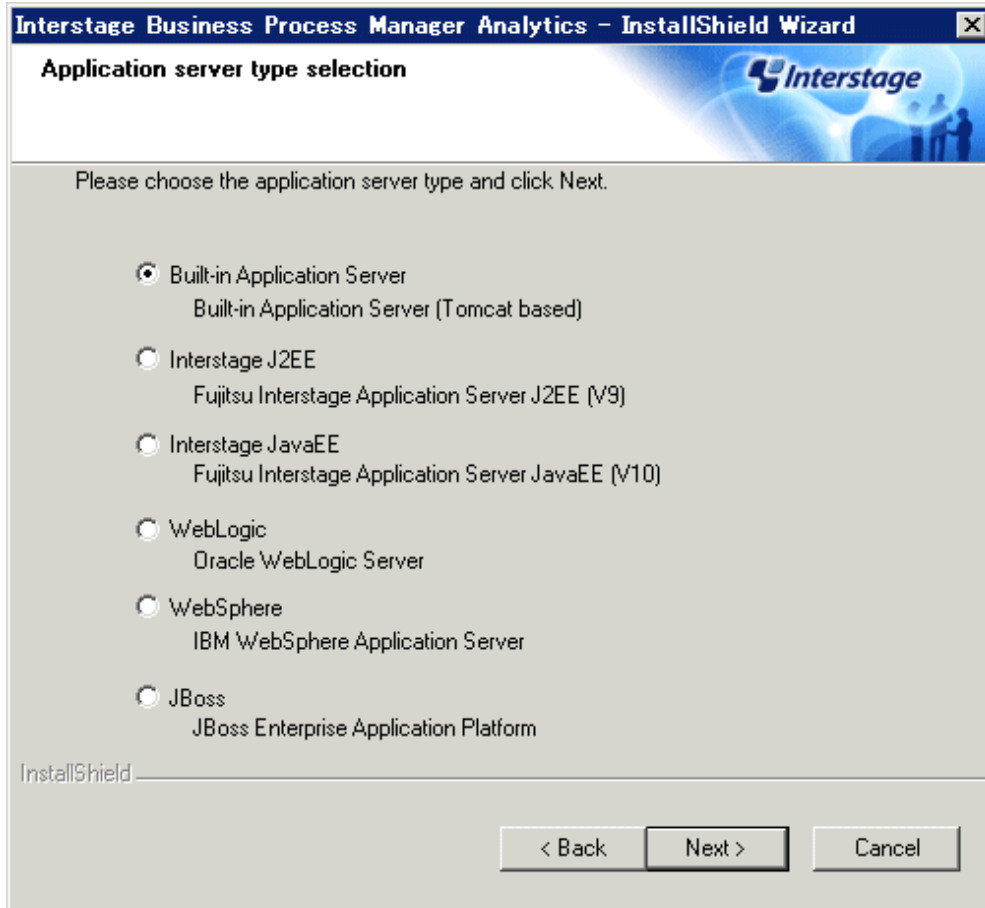 Interstage Business Process Manager Analytics - InstallShield Wizard
Application server type selection
Interstage
Please choose the application server type and click Next.
Built-in Application Server
Built-in Application Server (Tomcat based)
Interstage J2EE
Fujitsu Interstage Application Server J2EE (V9)
Interstage JavaEE
Fujitsu Interstage Application Server JavaEE (V10)
WebLogic
Oracle WebLogic Server
WebSphere
IBM WebSphere Application Server
JBoss
JBoss Enterprise Application Platform
InstallShield
< Back Next > Cancel